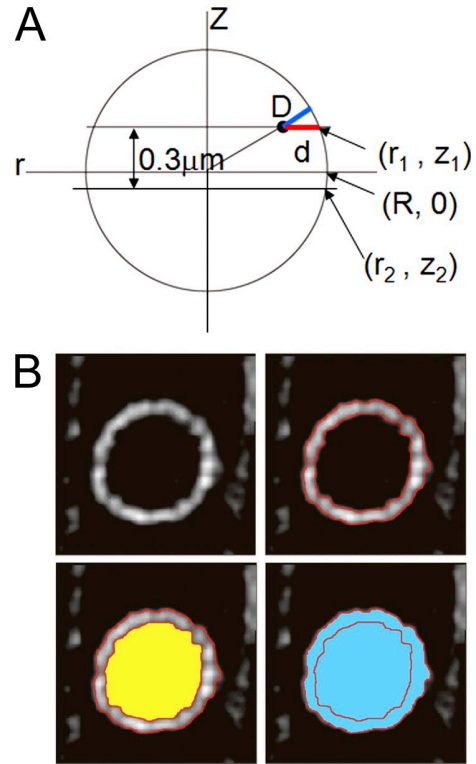 A
Z
D
0.3μm
d
r
(r1 , z1)
(R, 0)
(r2 , z2)
B